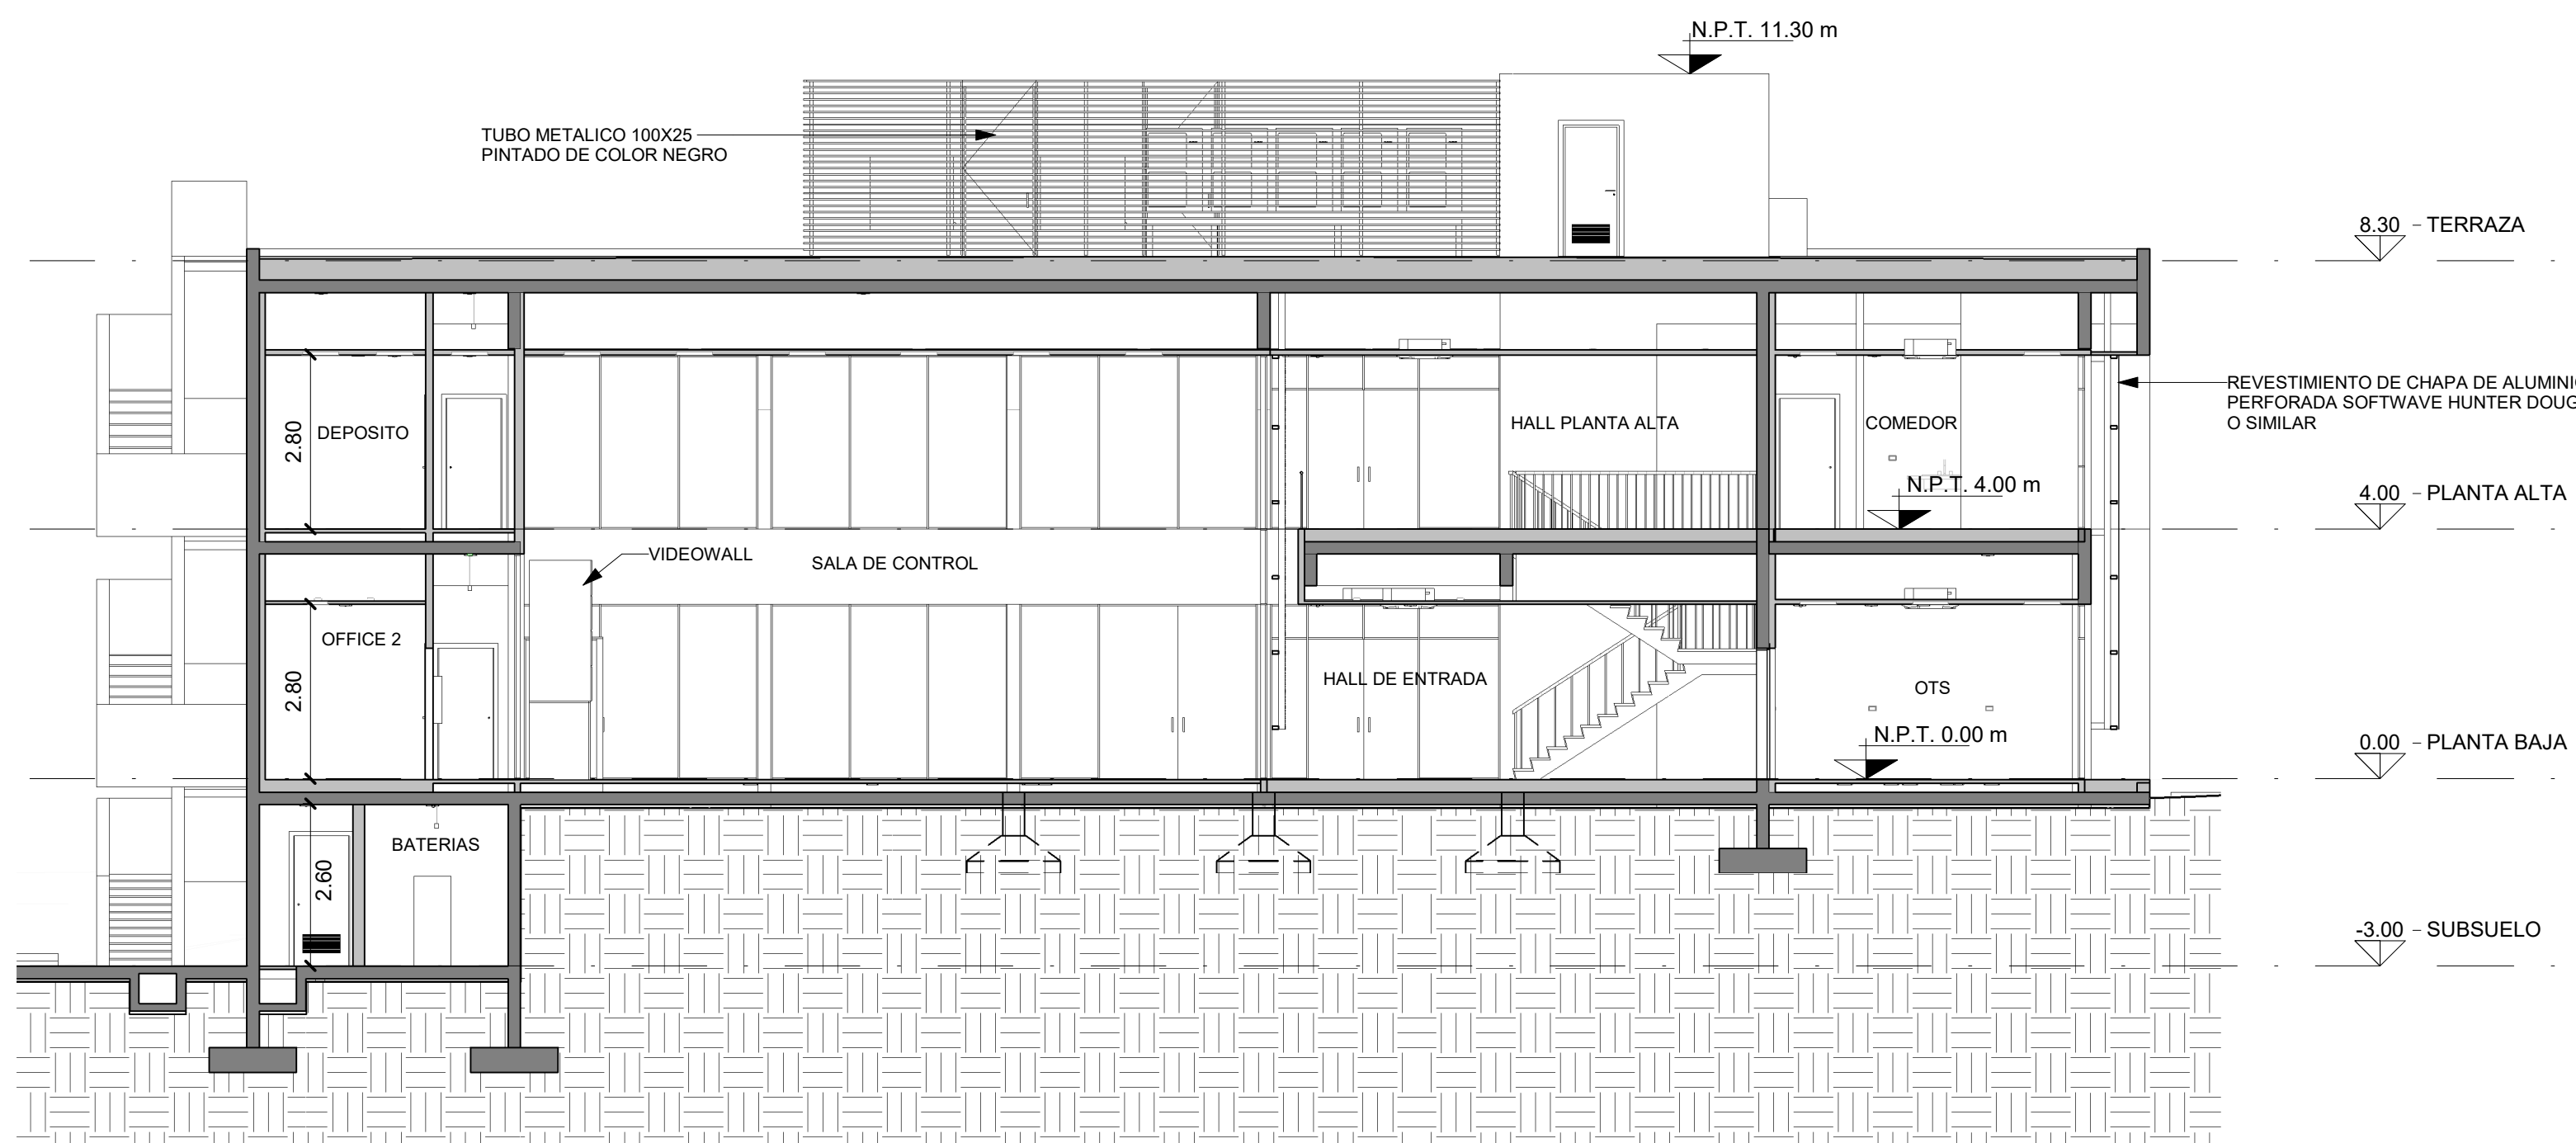 N.P.T. 11.30 m
TUBO METALICO 100X25
PINTADO DE COLOR NEGRO
8.30 - TERRAZA
REVESTIMIENTO DE CHAPA DE ALUMINI
PERFORADA SOFTWAVE HUNTER DOUG
O SIMILAR
2.80
DEPOSITO
HALL PLANTA ALTA
COMEDOR
N.P.T. 4.00 m
4.00 - PLANTA ALTA
VIDEOWALL
SALA DE CONTROL
OFFICE 2
2.80
HALL DE ENTRADA
OTS
N.P.T. 0.00 m
0.00 - PLANTA BAJA
BATERIAS
2.60
-3.00 - SUBSUELO